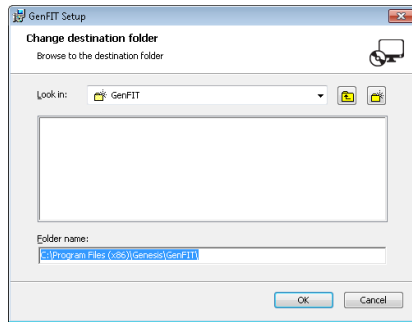 GenFIT Setup
Change destination folder
Browse to the destination folder
Look in:
GenFIT
Folder name:
C:\Program Files (x86)\Genesis\GenFIT\
OK
Cancel